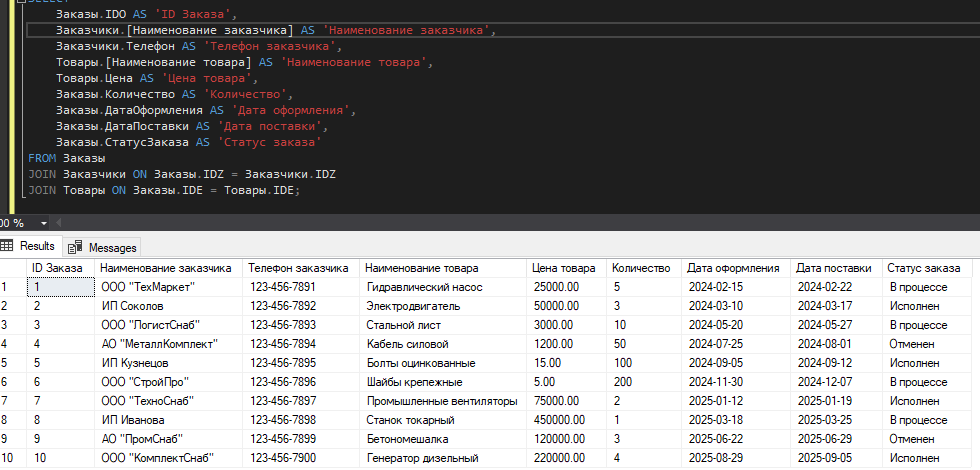 SELECT
Заказы.IDO AS 'ID Заказа',
Заказчики.[Наименование заказчика] AS 'Наименование заказчика',
Заказчики.Телефон AS 'Телефон заказчика',
Товары.[Наименование товара] AS 'Наименование товара',
Товары.Цена AS 'Цена товара',
Заказы.Количество AS 'Количество',
Заказы.ДатаОформления AS 'Дата оформления',
Заказы.ДатаПоставки AS 'Дата поставки',
Заказы.СтатусЗаказа AS 'Статус заказа'
FROM Заказы
JOIN Заказчики ON Заказы.IDZ = Заказчики.IDZ
JOIN Товары ON Заказы.IDE = Товары.IDE;
00 %
Results Messages
ID Заказа Наименование заказчика Телефон заказчика Наименование товара Цена товара Количество Дата оформления Дата поставки Статус заказа
1 1 ООО "ТехМаркет" 123-456-7891 Гидравлический насос 25000.00 5 2024-02-15 2024-02-22 В процессе
2 2 ИП Соколов 123-456-7892 Электродвигатель 50000.00 3 2024-03-10 2024-03-17 Исполнен
3 3 ООО "ЛогистСнаб" 123-456-7893 Стальной лист 3000.00 10 2024-05-20 2024-05-27 В процессе
4 4 АО "МеталлКомплект" 123-456-7894 Кабель силовой 1200.00 50 2024-07-25 2024-08-01 Отменен
5 5 ИП Кузнецов 123-456-7895 Болты оцинкованные 15.00 100 2024-09-05 2024-09-12 Исполнен
6 6 ООО "СтройПро" 123-456-7896 Шайбы крепежные 5.00 200 2024-11-30 2024-12-07 В процессе
7 7 ООО "ТехноСнаб" 123-456-7897 Промышленные вентиляторы 75000.00 2 2025-01-12 2025-01-19 Исполнен
8 8 ИП Иванова 123-456-7898 Станок токарный 450000.00 1 2025-03-18 2025-03-25 В процессе
9 9 АО "ПромСнаб" 123-456-7899 Бетономешалка 120000.00 3 2025-06-22 2025-06-29 Отменен
10 10 ООО "КомплектСнаб" 123-456-7900 Генератор дизельный 220000.00 4 2025-08-29 2025-09-05 Исполнен